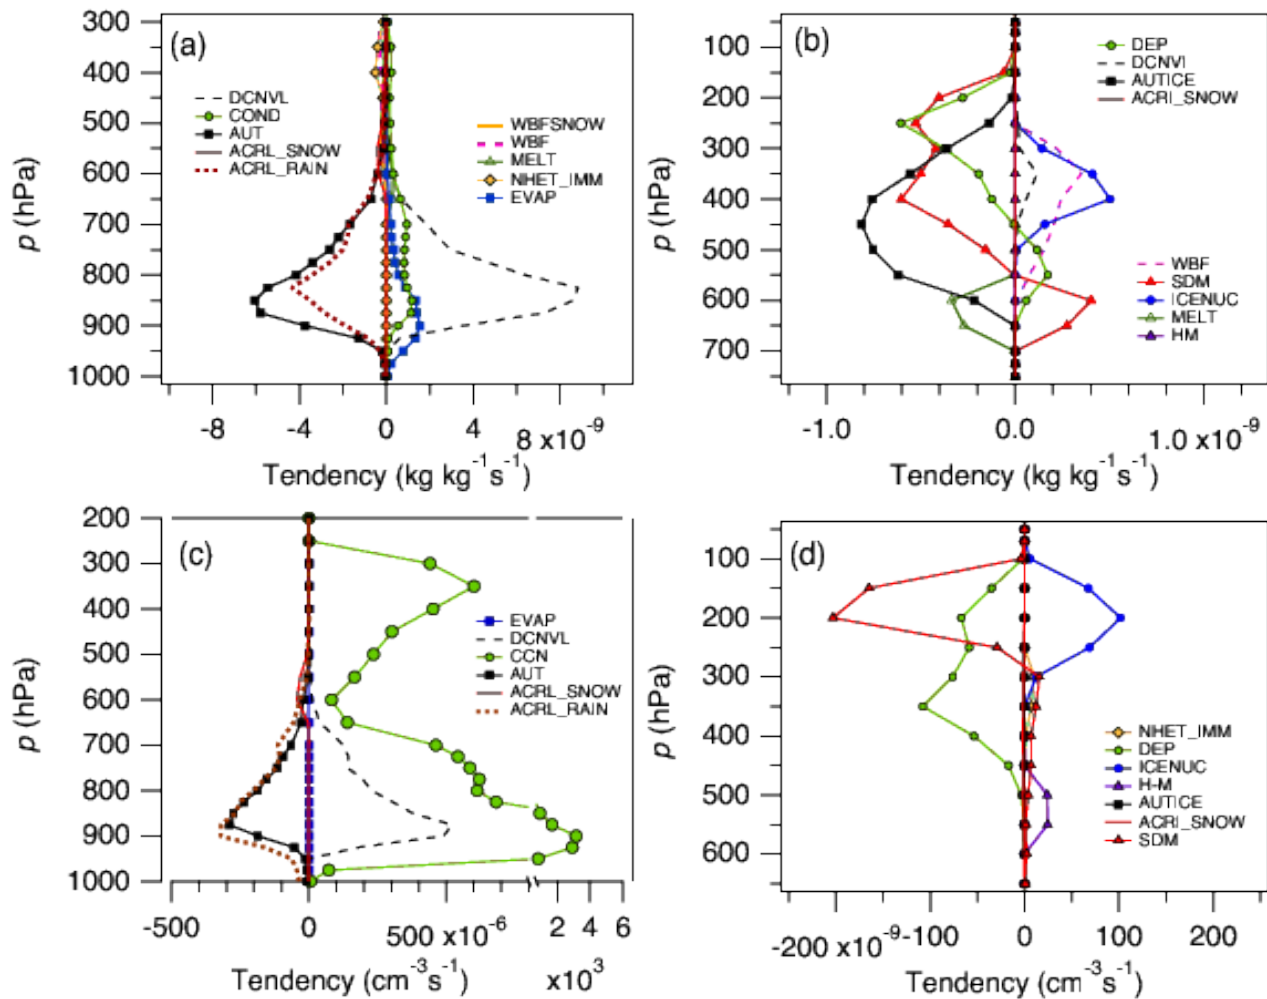 (a)
300
400
500
600
700
800
900
1000
p (hPa)
DCNVL
COND
AUT
ACRL_SNOW
ACRL_RAIN
WBFSNOW
WBF
MELT
NHET_IMM
EVAP
-8 -4 0 4 8 x10⁻⁹
Tendency (kg kg⁻¹s⁻¹)
(b)
100
200
300
400
500
600
700
p (hPa)
DEP
DCNVI
AUTICE
ACRI_SNOW
WBF
SDM
ICENUC
MELT
HM
-1.0 0.0 1.0 x10⁻⁹
Tendency (kg kg⁻¹s⁻¹)
(c)
200
300
400
500
600
700
800
900
1000
p (hPa)
EVAP
DCNVL
CCN
AUT
ACRL_SNOW
ACRL_RAIN
-500 0 500 x10⁻⁶ 2 4 6
x10³
Tendency (cm⁻³s⁻¹)
(d)
100
200
300
400
500
600
p (hPa)
NHET_IMM
DEP
ICENUC
H-M
AUTICE
ACRI_SNOW
SDM
-200 x10⁻⁹ -100 0 100 200
Tendency (cm⁻³s⁻¹)